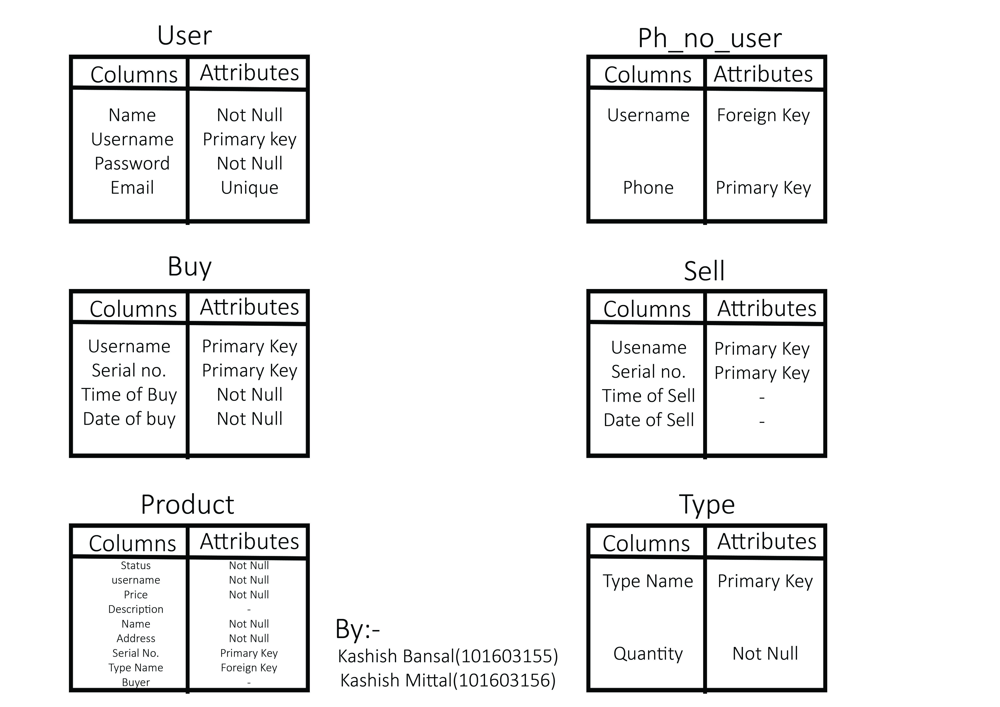 User
Columns Attributes
Name Not Null
Username Primary key
Password Not Null
Email Unique
Ph_no_user
Columns Attributes
Username Foreign Key
Phone Primary Key
Buy
Columns Attributes
Username Primary Key
Serial no. Primary Key
Time of Buy Not Null
Date of buy Not Null
Sell
Columns Attributes
Usename Primary Key
Serial no. Primary Key
Time of Sell -
Date of Sell -
Product
Columns Attributes
Status Not Null
username Not Null
Price Not Null
Description -
Name Not Null
Address Not Null
Serial No. Primary Key
Type Name Foreign Key
Buyer -
Type
Columns Attributes
Type Name Primary Key
Quantity Not Null
By:-
Kashish Bansal(101603155)
Kashish Mittal(101603156)